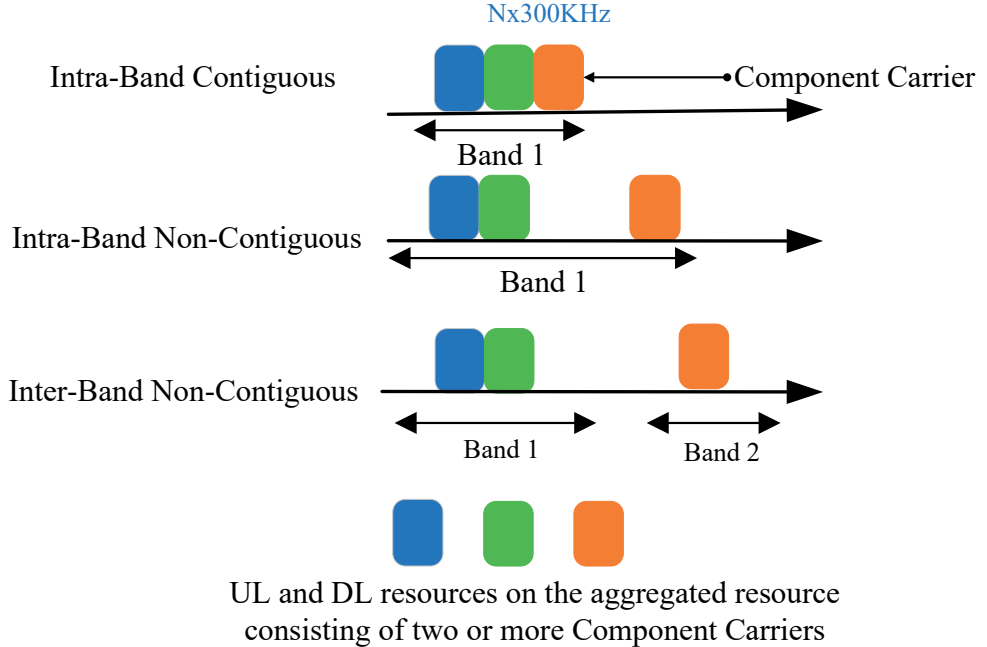 Nx300KHz
Intra-Band Contiguous
Component Carrier
Band 1
Intra-Band Non-Contiguous
Band 1
Inter-Band Non-Contiguous
Band 1
Band 2
UL and DL resources on the aggregated resource
consisting of two or more Component Carriers